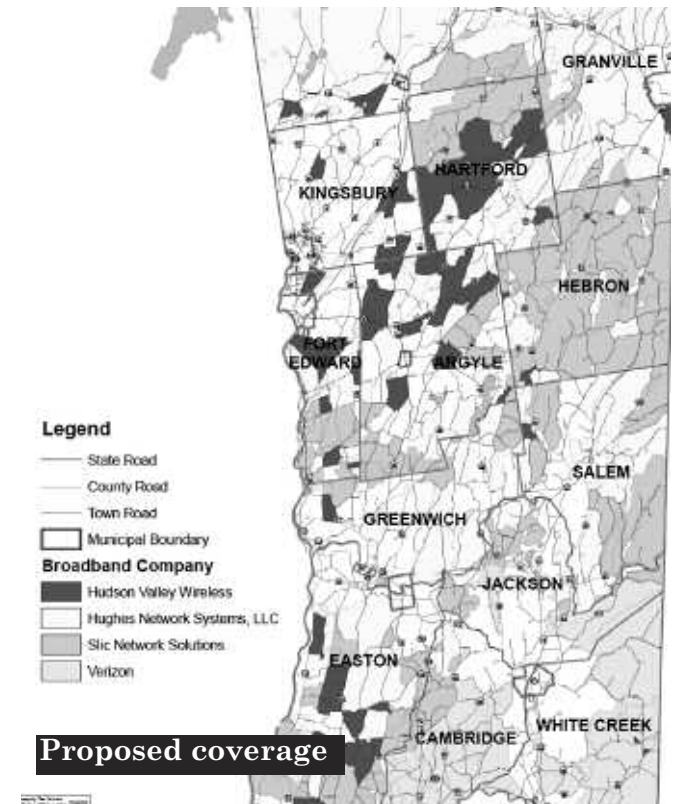 GRANVILLE
HARTFORD
KINGSBURY
HEBRON
FORT
EDWARD
ARGYLE
Legend
State Road
County Road
Town Road
Municipal Boundary
Broadband Company
Hudson Valley Wireless
Hughes Network Systems, LLC
Slic Network Solutions
Verizon
SALEM
GREENWICH
JACKSON
EASTON
CAMBRIDGE
WHITE CREEK
Proposed coverage